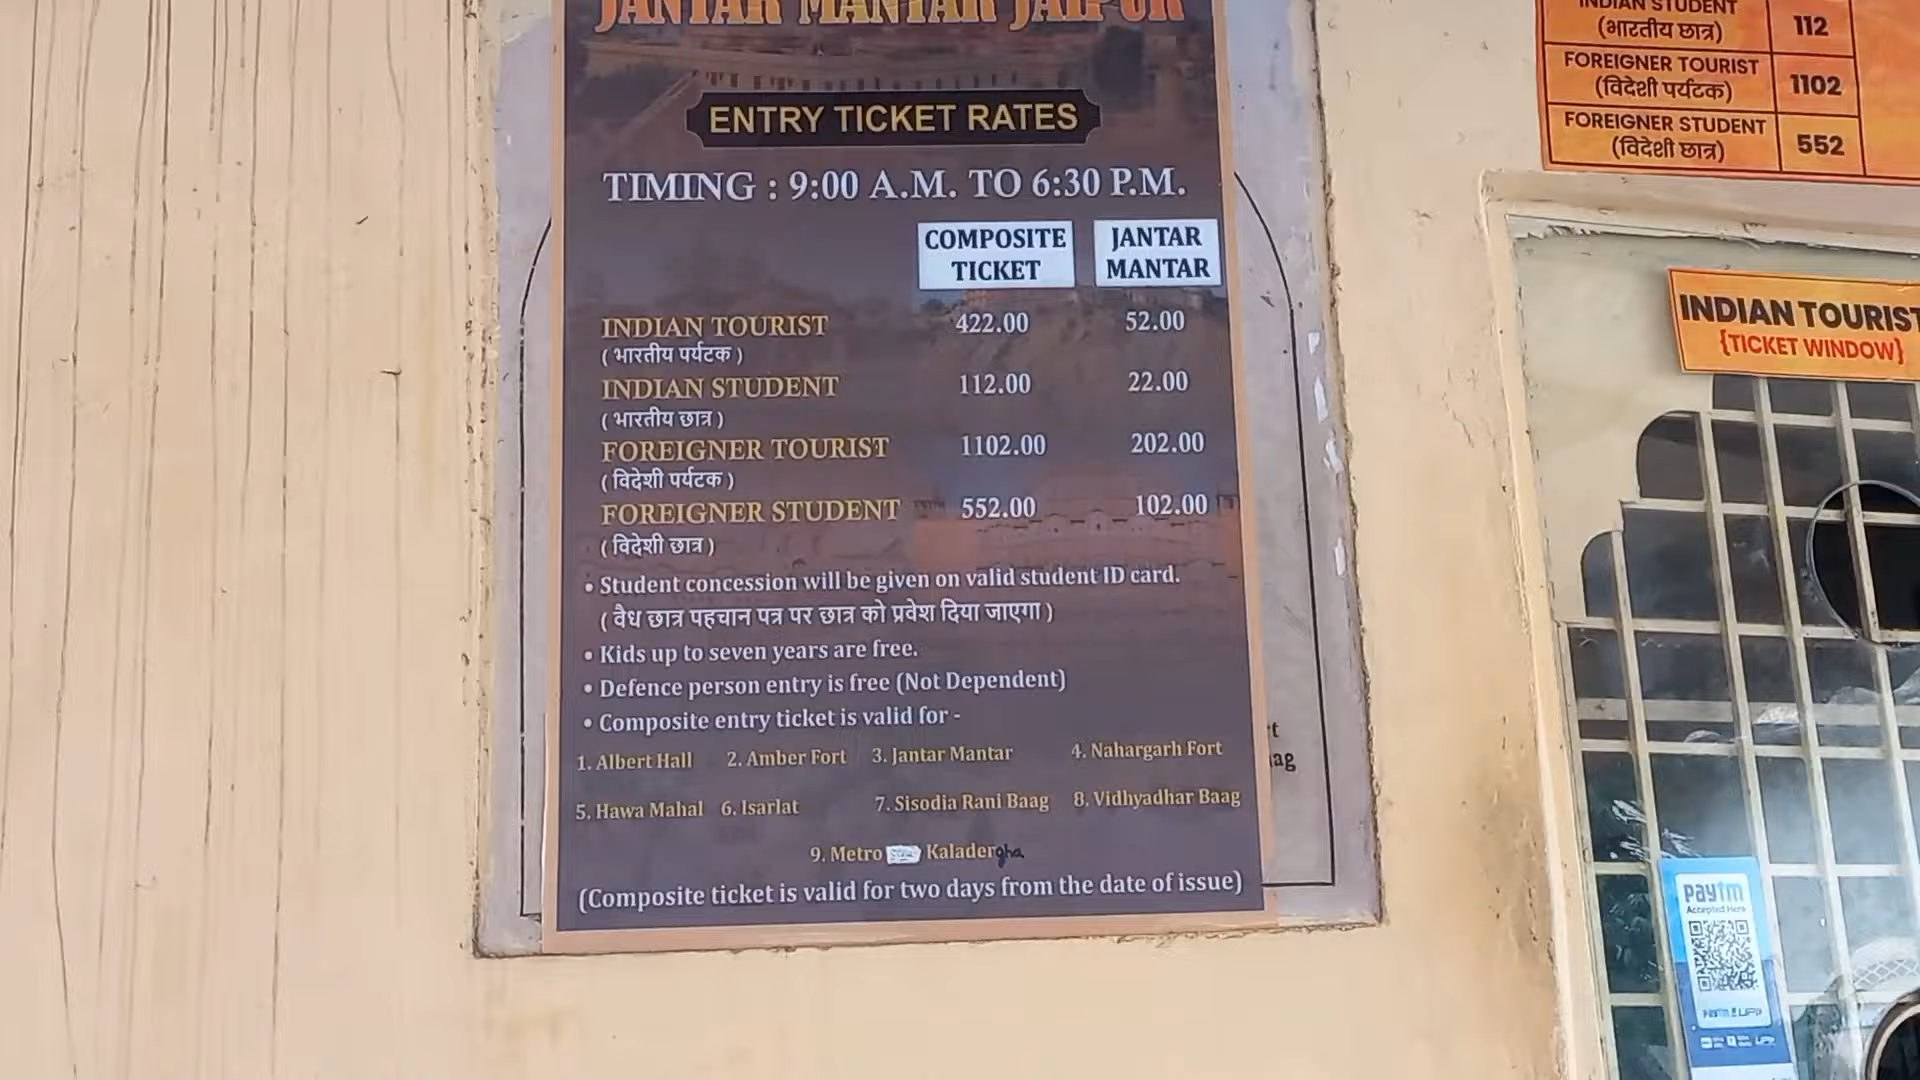 JANTAR MANTAR JAIPUR
ENTRY TICKET RATES
TIMING : 9:00 A.M. TO 6:30 P.M.
COMPOSITE TICKET
JANTAR MANTAR
INDIAN TOURIST 422.00 52.00
( भारतीय पर्यटक )
INDIAN STUDENT 112.00 22.00
( भारतीय छात्र )
FOREIGNER TOURIST 1102.00 202.00
( विदेशी पर्यटक )
FOREIGNER STUDENT 552.00 102.00
( विदेशी छात्र )
• Student concession will be given on valid student ID card.
( वैध छात्र पहचान पत्र पर छात्र को प्रवेश दिया जाएगा )
• Kids up to seven years are free.
• Defence person entry is free (Not Dependent)
• Composite entry ticket is valid for -
1. Albert Hall 2. Amber Fort 3. Jantar Mantar 4. Nahargarh Fort
5. Hawa Mahal 6. Isarlat 7. Sisodia Rani Baag 8. Vidhyadhar Baag
9. Metro Kaladergha
(Composite ticket is valid for two days from the date of issue)
INDIAN STUDENT 112
(भारतीय छात्र)
FOREIGNER TOURIST 1102
(विदेशी पर्यटक)
FOREIGNER STUDENT 552
(विदेशी छात्र)
INDIAN TOURIST
{TICKET WINDOW}
paytm
Accepted Here